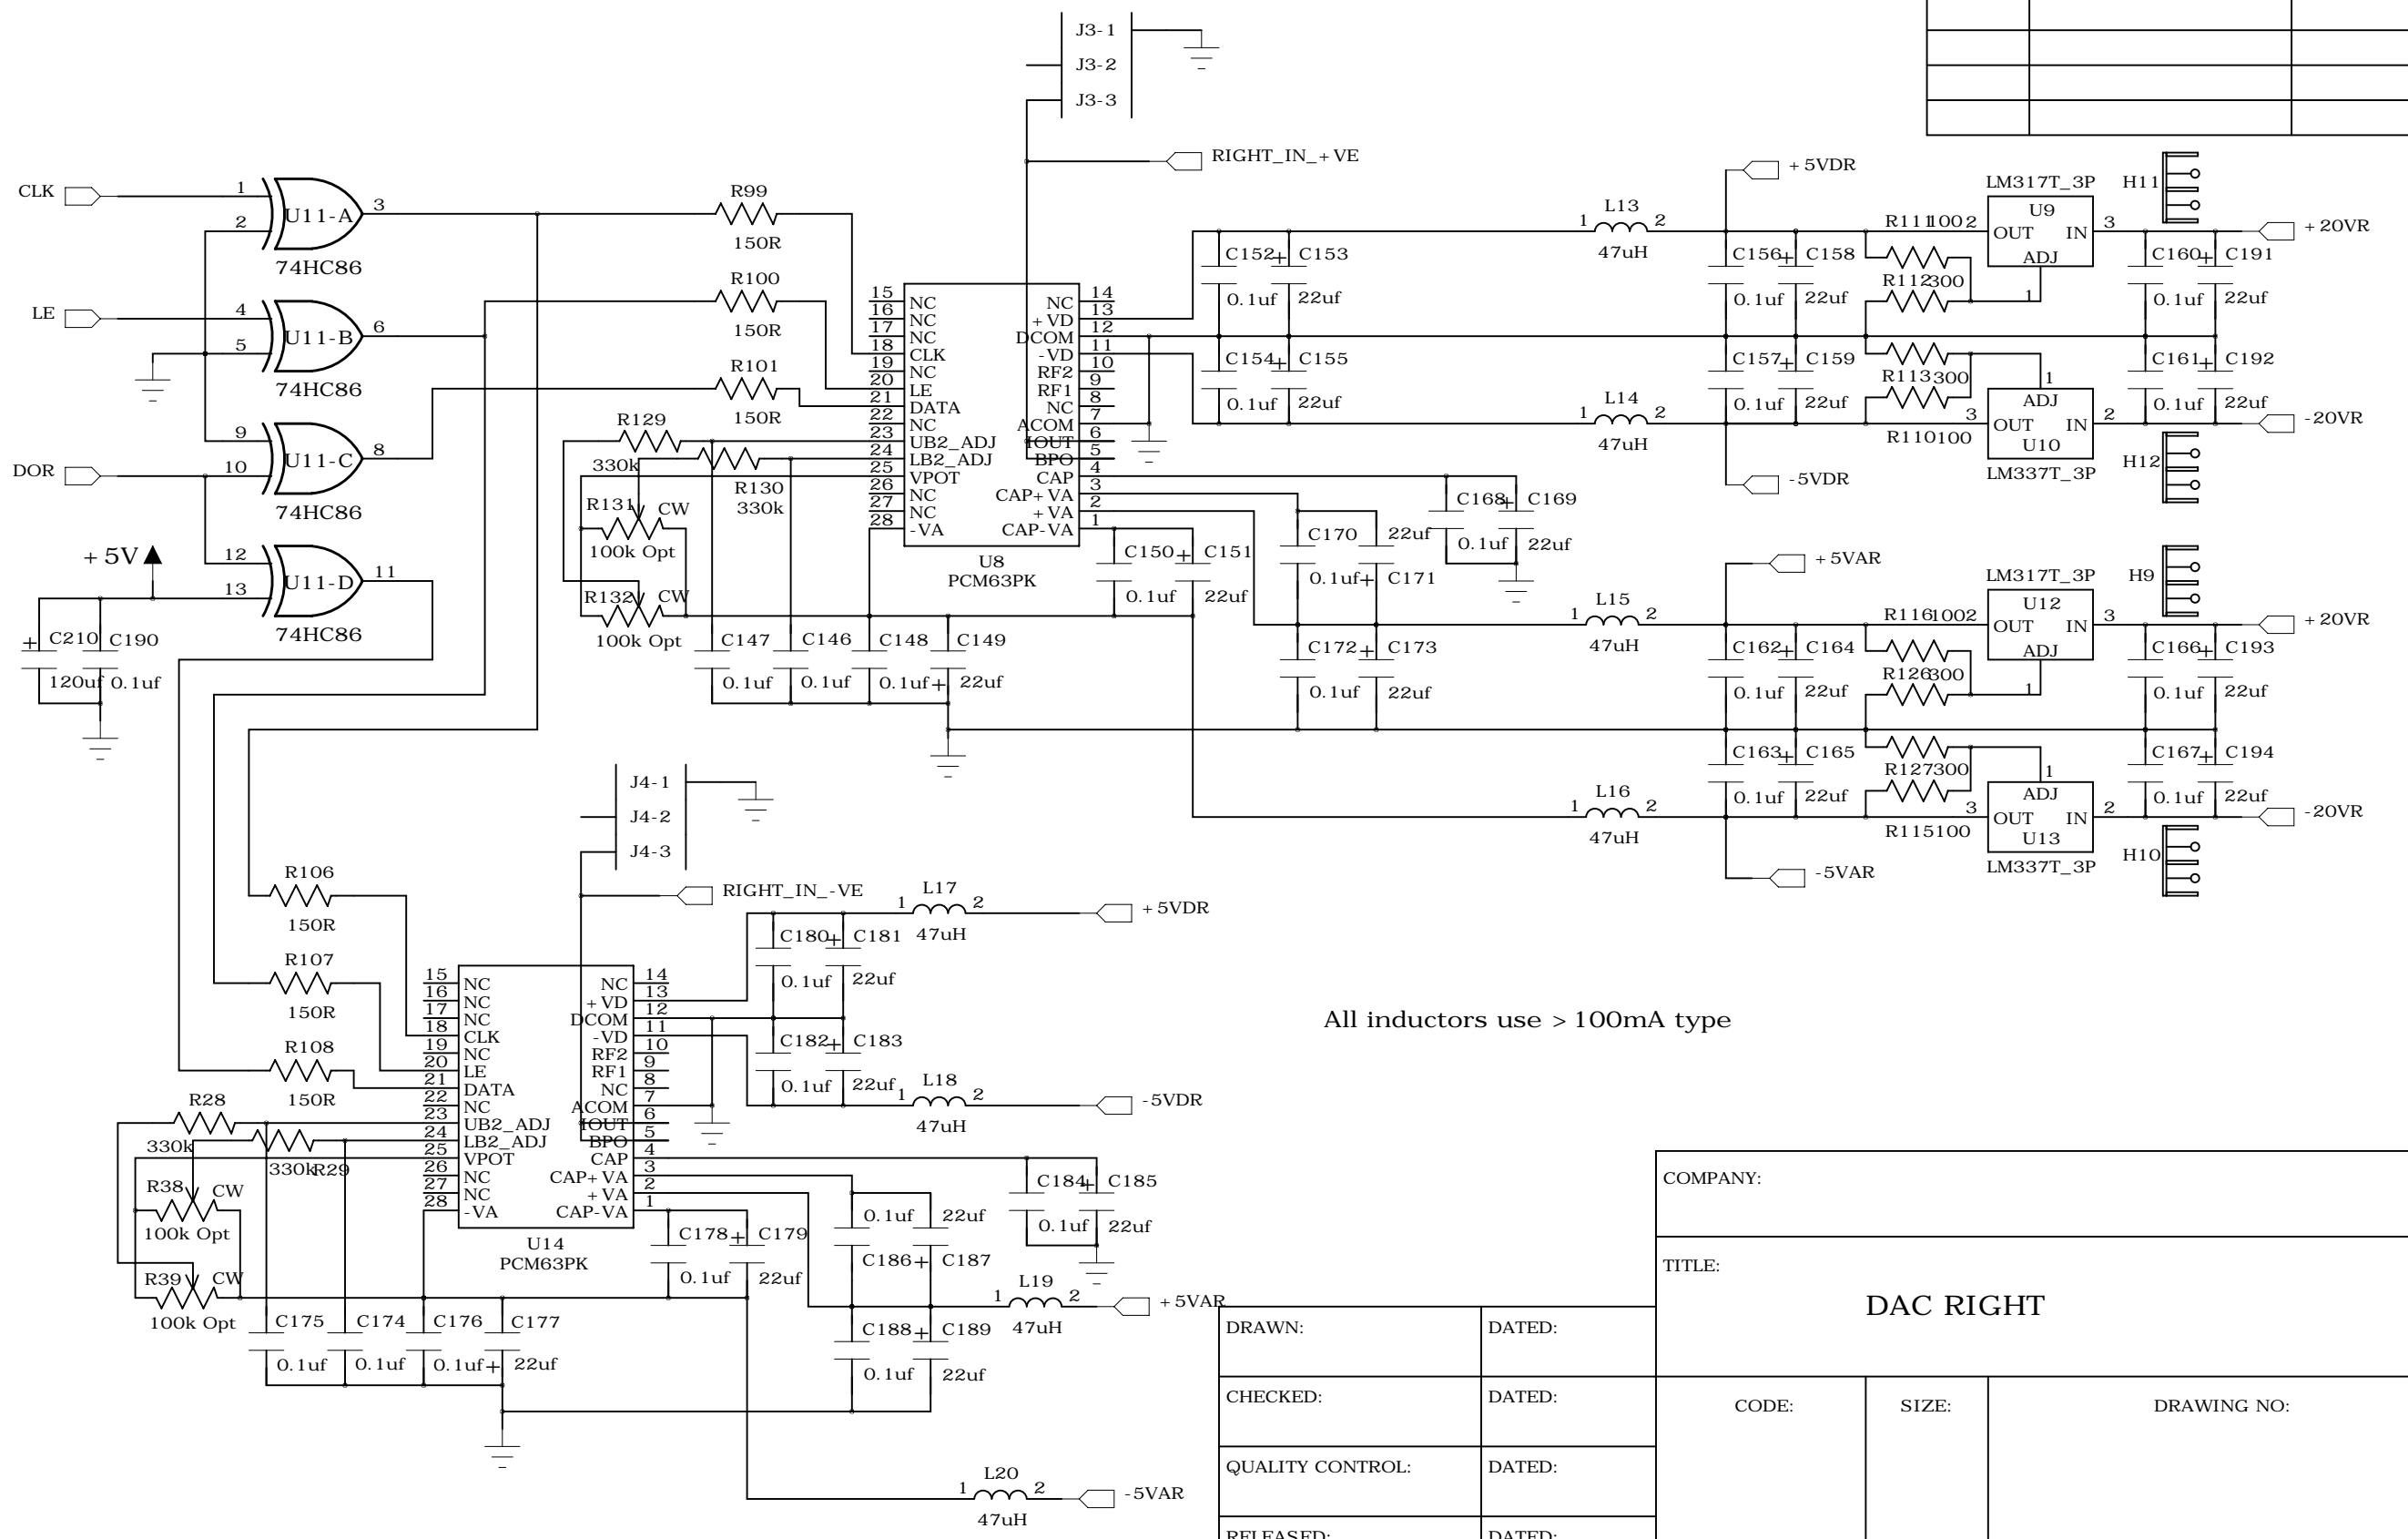 J3-1
J3-2
J3-3
RIGHT_IN_+VE
CLK
1
2
3
U11-A
74HC86
LE
4
5
6
U11-B
74HC86
9
10
8
U11-C
DOR
74HC86
+5V
12
13
11
U11-D
74HC86
C210
120uf
C190
0.1uf
R99
150R
R100
150R
R101
150R
R129
330k
R130
330k
R131
CW
100k Opt
R132
CW
100k Opt
15 NC
16 NC
17 NC
18 CLK
19 NC
20 LE
21 DATA
22 NC
23 UB2_ADJ
24 LB2_ADJ
25 VPOT
26 NC
27 NC
28 -VA
NC 14
+VD 13
DCOM 12
-VD 11
RF2 10
RF1 9
NC 8
ACOM 7
IOUT 6
BPO 5
CAP 4
CAP+VA 3
+VA 2
CAP-VA 1
U8
PCM63PK
C147
0.1uf
C146
0.1uf
C148
0.1uf+
C149
22uf
C150
0.1uf
+ C151
22uf
C152
0.1uf
+ C153
22uf
C154
0.1uf
+ C155
22uf
C168
0.1uf
+ C169
22uf
C170
0.1uf+
22uf
C171
C172
0.1uf
+ C173
22uf
1 L13 2
47uH
1 L14 2
47uH
1 L15 2
47uH
1 L16 2
47uH
+5VDR
C156
0.1uf
+ C158
22uf
C157
0.1uf
+ C159
22uf
-5VDR
R111 100
R112 300
R113 300
R110 100
LM317T_3P
U9
2 OUT IN 3
ADJ
1
1
ADJ
3 OUT IN 2
U10
LM337T_3P
H11
H12
C160
0.1uf
+ C191
22uf
C161
0.1uf
+ C192
22uf
+20VR
-20VR
+5VAR
C162
0.1uf
+ C164
22uf
C163
0.1uf
+ C165
22uf
-5VAR
R116 100
R126 300
R127 300
R115 100
LM317T_3P
U12
2 OUT IN 3
ADJ
1
1
ADJ
3 OUT IN 2
U13
LM337T_3P
H9
H10
C166
0.1uf
+ C193
22uf
C167
0.1uf
+ C194
22uf
+20VR
-20VR
J4-1
J4-2
J4-3
RIGHT_IN_-VE
R106
150R
R107
150R
R108
150R
R28
330k
330k
R29
R38
CW
100k Opt
R39
CW
100k Opt
15 NC
16 NC
17 NC
18 CLK
19 NC
20 LE
21 DATA
22 NC
23 UB2_ADJ
24 LB2_ADJ
25 VPOT
26 NC
27 NC
28 -VA
NC 14
+VD 13
DCOM 12
-VD 11
RF2 10
RF1 9
NC 8
ACOM 7
IOUT 6
BPO 5
CAP 4
CAP+VA 3
+VA 2
CAP-VA 1
U14
PCM63PK
C175
0.1uf
C174
0.1uf
C176
0.1uf+
C177
22uf
C178
0.1uf
+ C179
22uf
C180
0.1uf
+ C181
22uf
C182
0.1uf
+ C183
22uf
1 L17 2
47uH
+5VDR
1 L18 2
47uH
-5VDR
C184
0.1uf
+ C185
22uf
0.1uf
C186+
22uf
C187
C188
0.1uf
+ C189
22uf
1 L19 2
47uH
+5VAR
1 L20 2
47uH
-5VAR
All inductors use >100mA type
COMPANY:
TITLE:
DAC RIGHT
DRAWN:
DATED:
CHECKED:
DATED:
CODE:
SIZE:
DRAWING NO:
QUALITY CONTROL:
DATED:
RELEASED:
DATED: